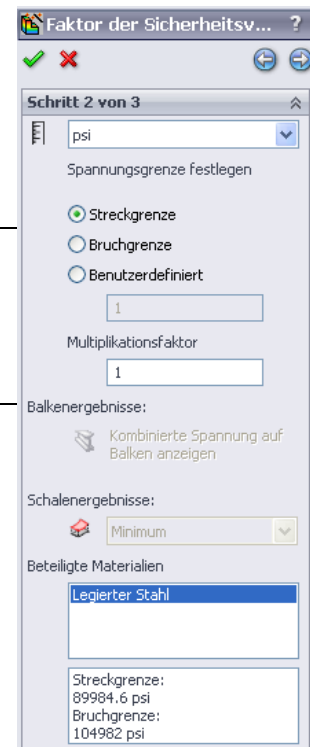 Faktor der Sicherheitsv... ?
Schritt 2 von 3
psi
Spannungsgrenze festlegen
Streckgrenze
Bruchgrenze
Benutzerdefiniert
1
Multiplikationsfaktor
1
Balkenergebnisse:
Kombinierte Spannung auf
Balken anzeigen
Schalenergebnisse:
Minimum
Beteiligte Materialien
Legierter Stahl
Streckgrenze:
89984.6 psi
Bruchgrenze:
104982 psi